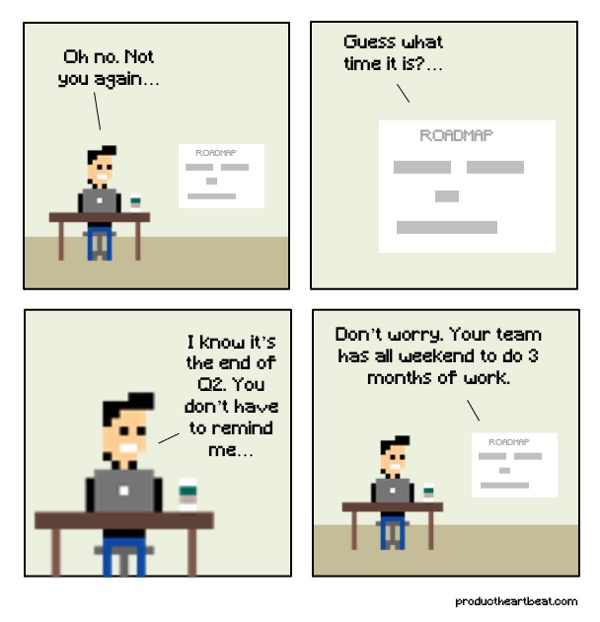 Oh no. Not
you again...
ROADMAP
Guess what
time it is?...
ROADMAP
I know it's
the end of
Q2. You
don't have
to remind
me...
Don't worry. Your team
has all weekend to do 3
months of work.
ROADMAP
productheartbeat.com